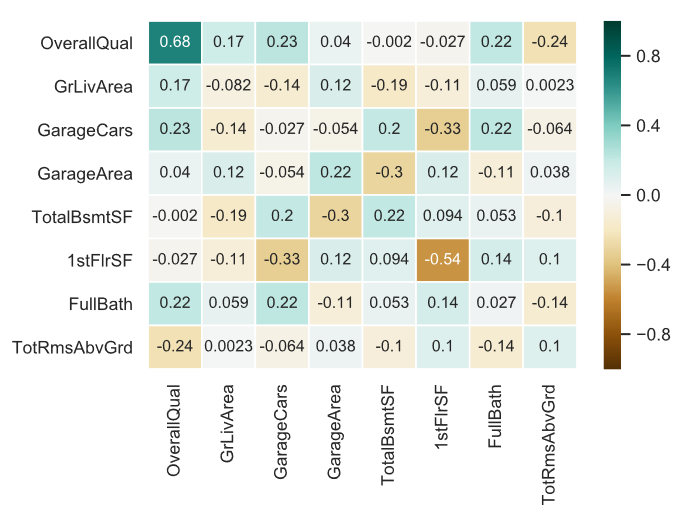 OverallQual 0.68 0.17 0.23 0.04 -0.002 -0.027 0.22 -0.24
GrLivArea 0.17 -0.082 -0.14 0.12 -0.19 -0.11 0.059 0.0023
GarageCars 0.23 -0.14 -0.027 -0.054 0.2 -0.33 0.22 -0.064
GarageArea 0.04 0.12 -0.054 0.22 -0.3 0.12 -0.11 0.038
TotalBsmtSF -0.002 -0.19 0.2 -0.3 0.22 0.094 0.053 -0.1
1stFlrSF -0.027 -0.11 -0.33 0.12 0.094 -0.54 0.14 0.1
FullBath 0.22 0.059 0.22 -0.11 0.053 0.14 0.027 -0.14
TotRmsAbvGrd -0.24 0.0023 -0.064 0.038 -0.1 0.1 -0.14 0.1
OverallQual
GrLivArea
GarageCars
GarageArea
TotalBsmtSF
1stFlrSF
FullBath
TotRmsAbvGrd
0.8
0.4
0.0
−0.4
−0.8